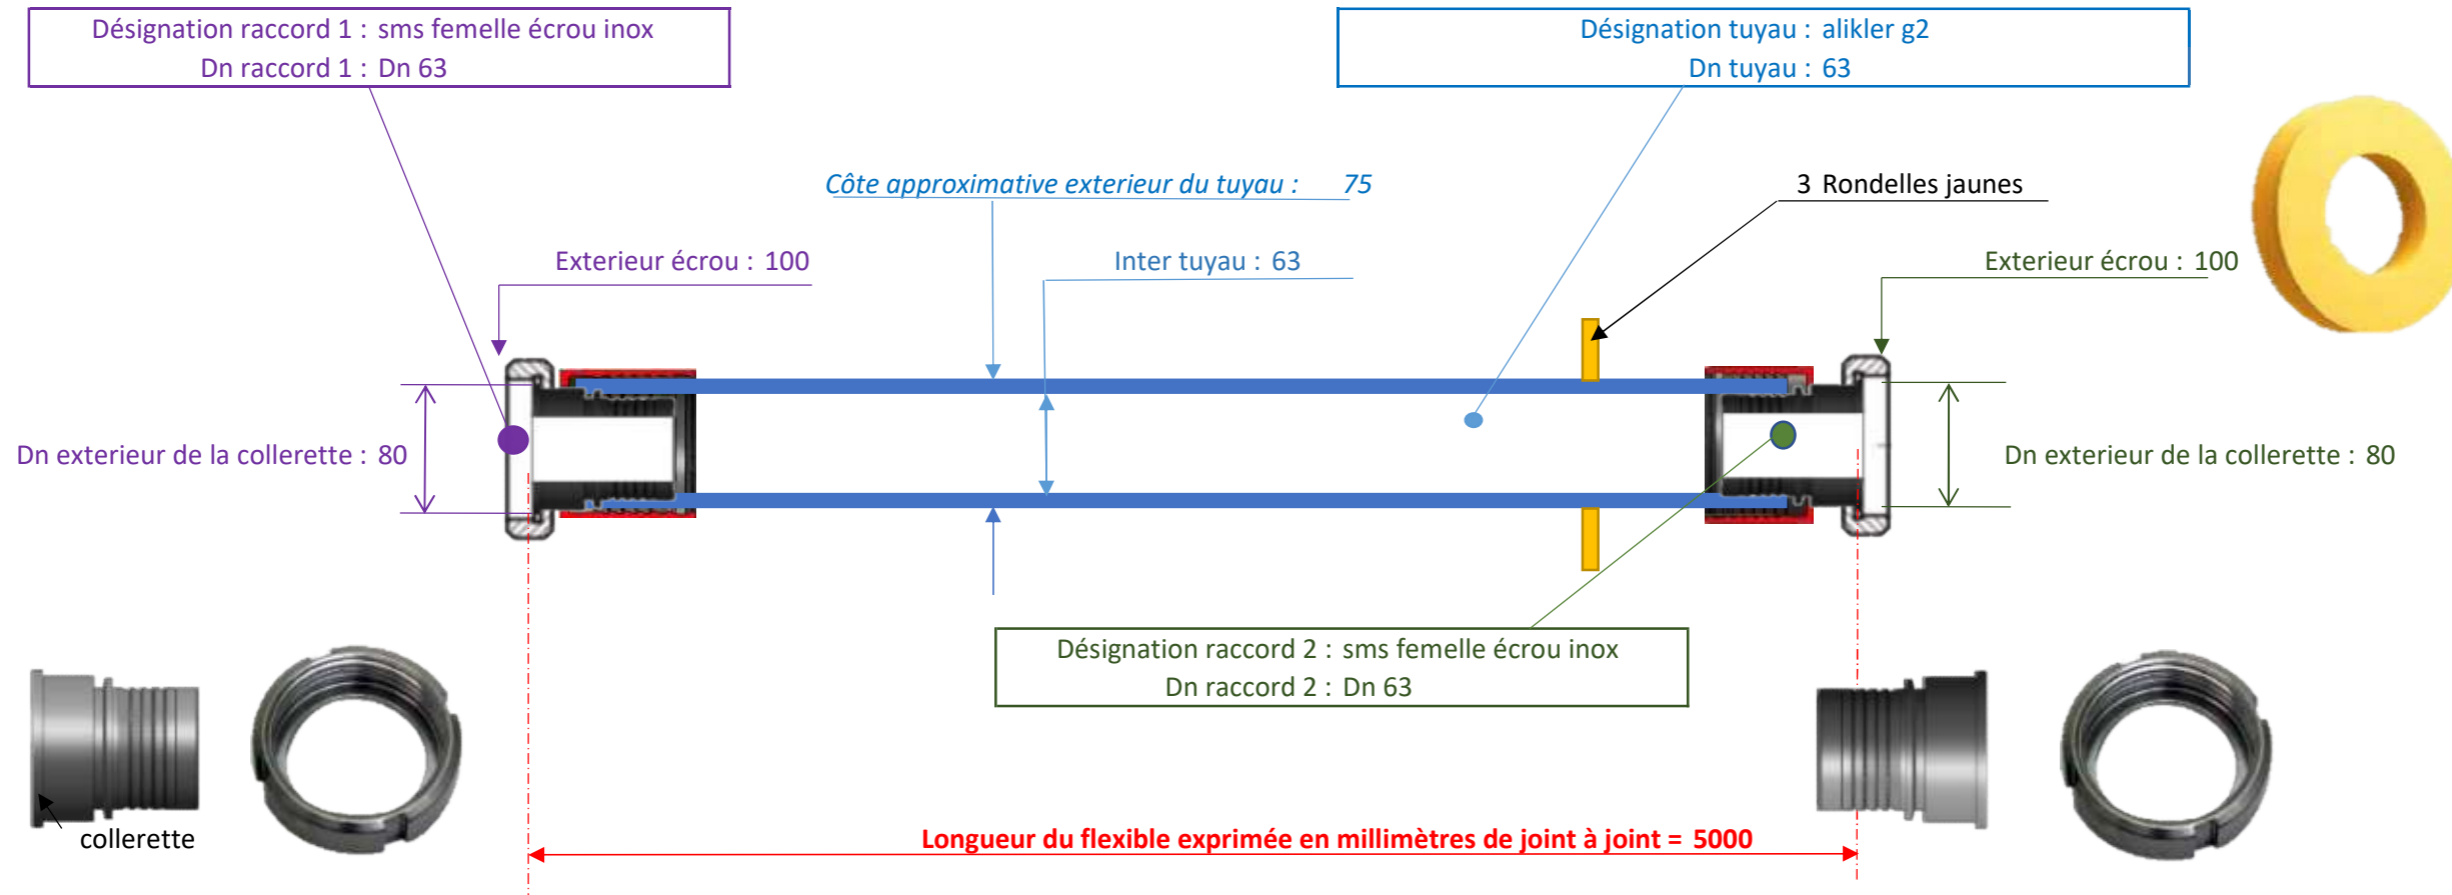 Désignation raccord 1 : sms femelle écrou inox
Dn raccord 1 : Dn 63
Désignation tuyau : alikler g2
Dn tuyau : 63
Côte approximative exterieur du tuyau : 75
3 Rondelles jaunes
Exterieur écrou : 100
Inter tuyau : 63
Exterieur écrou : 100
Dn exterieur de la collerette : 80
Dn exterieur de la collerette : 80
Désignation raccord 2 : sms femelle écrou inox
Dn raccord 2 : Dn 63
collerette
Longueur du flexible exprimée en millimètres de joint à joint = 5000